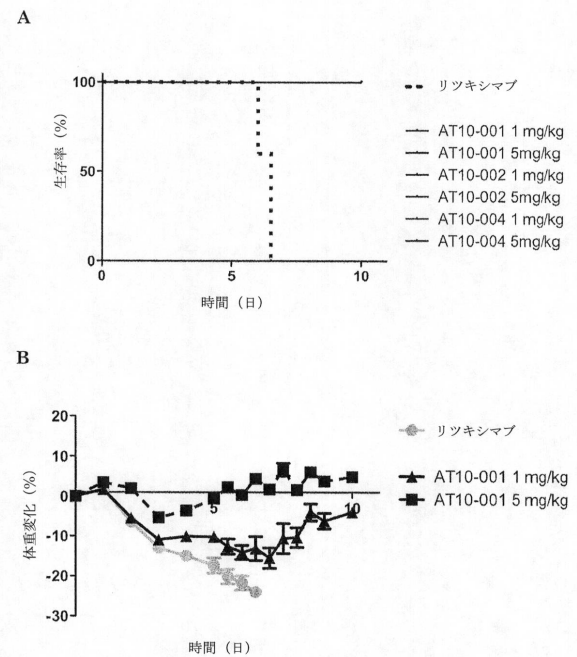 A
100
50
0
0
5
10
生存率 (%)
時間 (日)
リツキシマブ
AT10-001 1 mg/kg
AT10-001 5mg/kg
AT10-002 1 mg/kg
AT10-002 5mg/kg
AT10-004 1 mg/kg
AT10-004 5mg/kg
B
20
10
0
-10
-20
-30
5
10
体重変化 (%)
時間 (日)
リツキシマブ
AT10-001 1 mg/kg
AT10-001 5 mg/kg